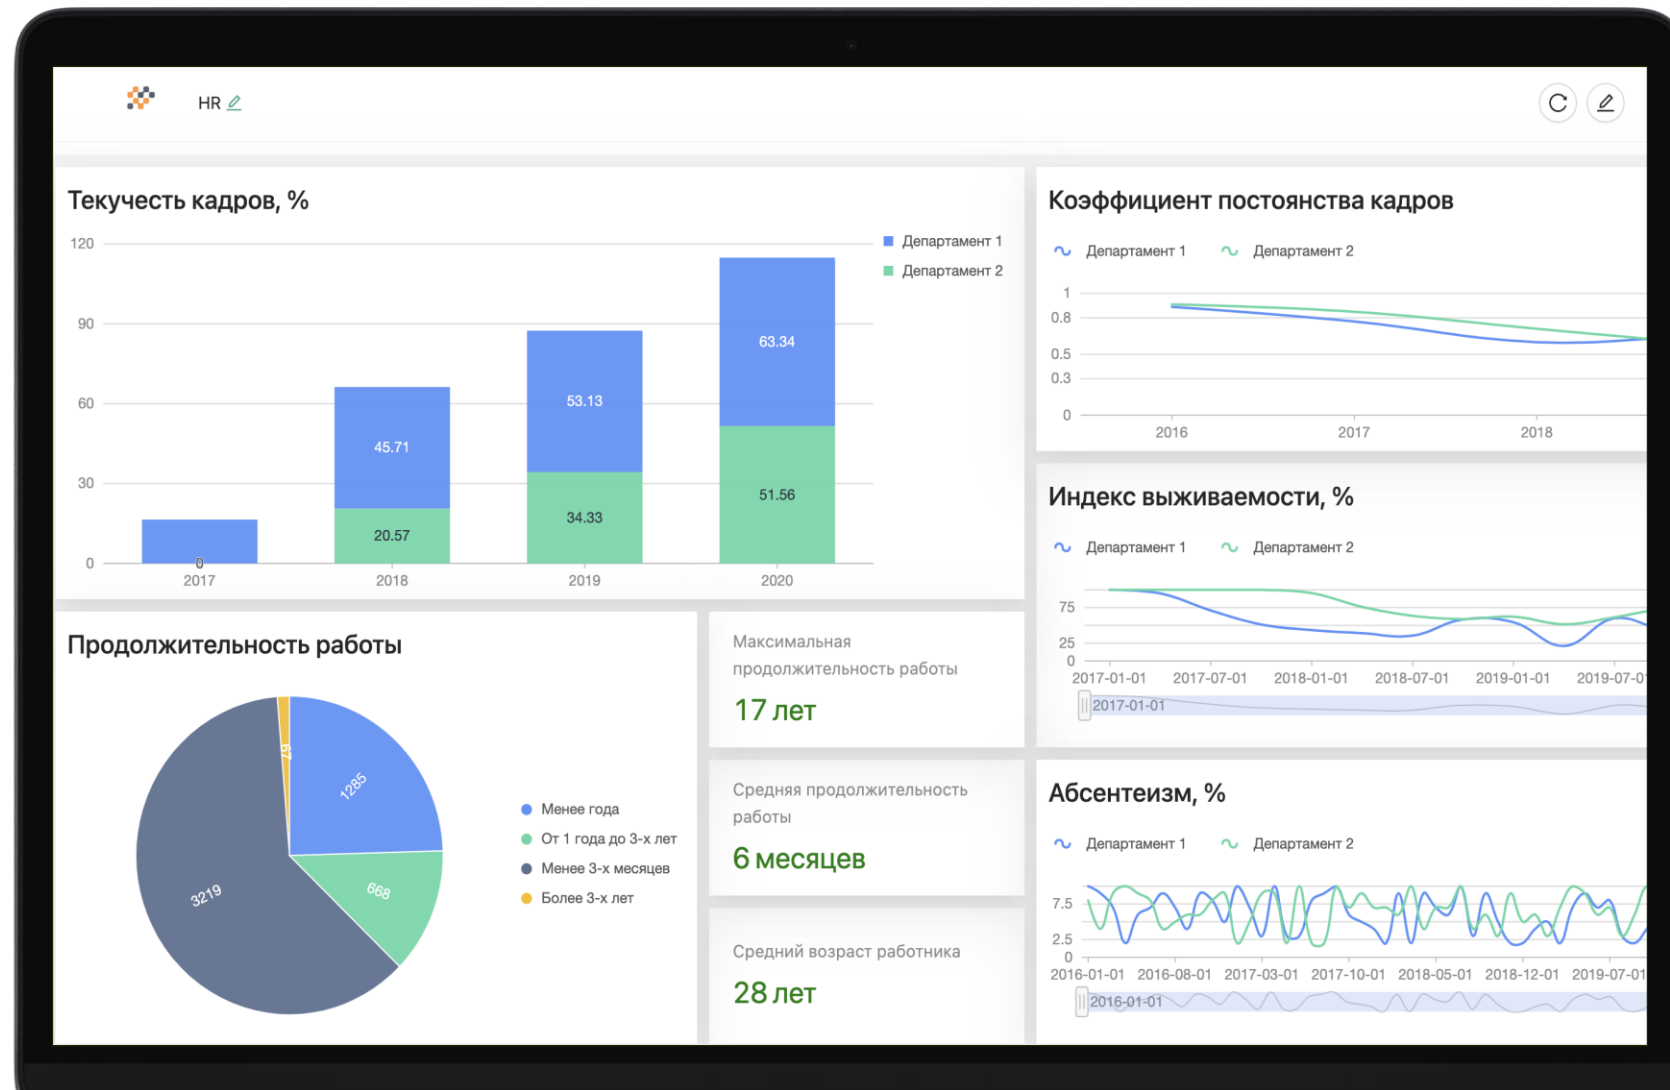 HR
Текучесть кадров, %
Департамент 1
Департамент 2
120
90
60
30
0
63.34
53.13
45.71
51.56
34.33
20.57
0
2017
2018
2019
2020
Коэффициент постоянства кадров
Департамент 1
Департамент 2
1
0.8
0.5
0.3
0
2016
2017
2018
Индекс выживаемости, %
Департамент 1
Департамент 2
75
25
0
2017-01-01
2017-07-01
2018-01-01
2018-07-01
2019-01-01
2019-07-01
2017-01-01
Продолжительность работы
67
1285
668
3219
Менее года
От 1 года до 3-х лет
Менее 3-х месяцев
Более 3-х лет
Максимальная
продолжительность работы
17 лет
Средняя продолжительность
работы
6 месяцев
Средний возраст работника
28 лет
Абсентеизм, %
Департамент 1
Департамент 2
7.5
2.5
0
2016-01-01
2016-08-01
2017-03-01
2017-10-01
2018-05-01
2018-12-01
2019-07-01
2016-01-01